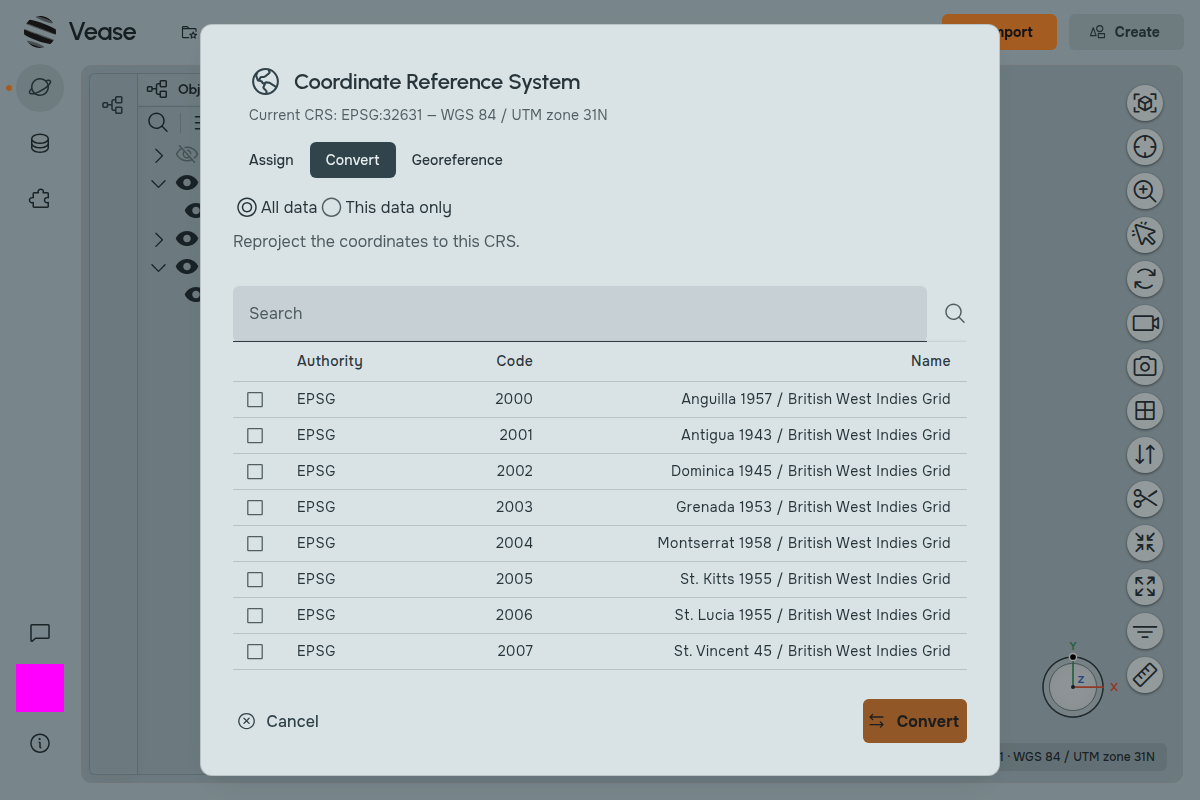 Vease
Import
Create
Obj
Coordinate Reference System
Current CRS: EPSG:32631 — WGS 84 / UTM zone 31N
Assign
Convert
Georeference
All data
This data only
Reproject the coordinates to this CRS.
Search
Authority Code Name
EPSG 2000 Anguilla 1957 / British West Indies Grid
EPSG 2001 Antigua 1943 / British West Indies Grid
EPSG 2002 Dominica 1945 / British West Indies Grid
EPSG 2003 Grenada 1953 / British West Indies Grid
EPSG 2004 Montserrat 1958 / British West Indies Grid
EPSG 2005 St. Kitts 1955 / British West Indies Grid
EPSG 2006 St. Lucia 1955 / British West Indies Grid
EPSG 2007 St. Vincent 45 / British West Indies Grid
Y
Z
X
Cancel
Convert
1 · WGS 84 / UTM zone 31N